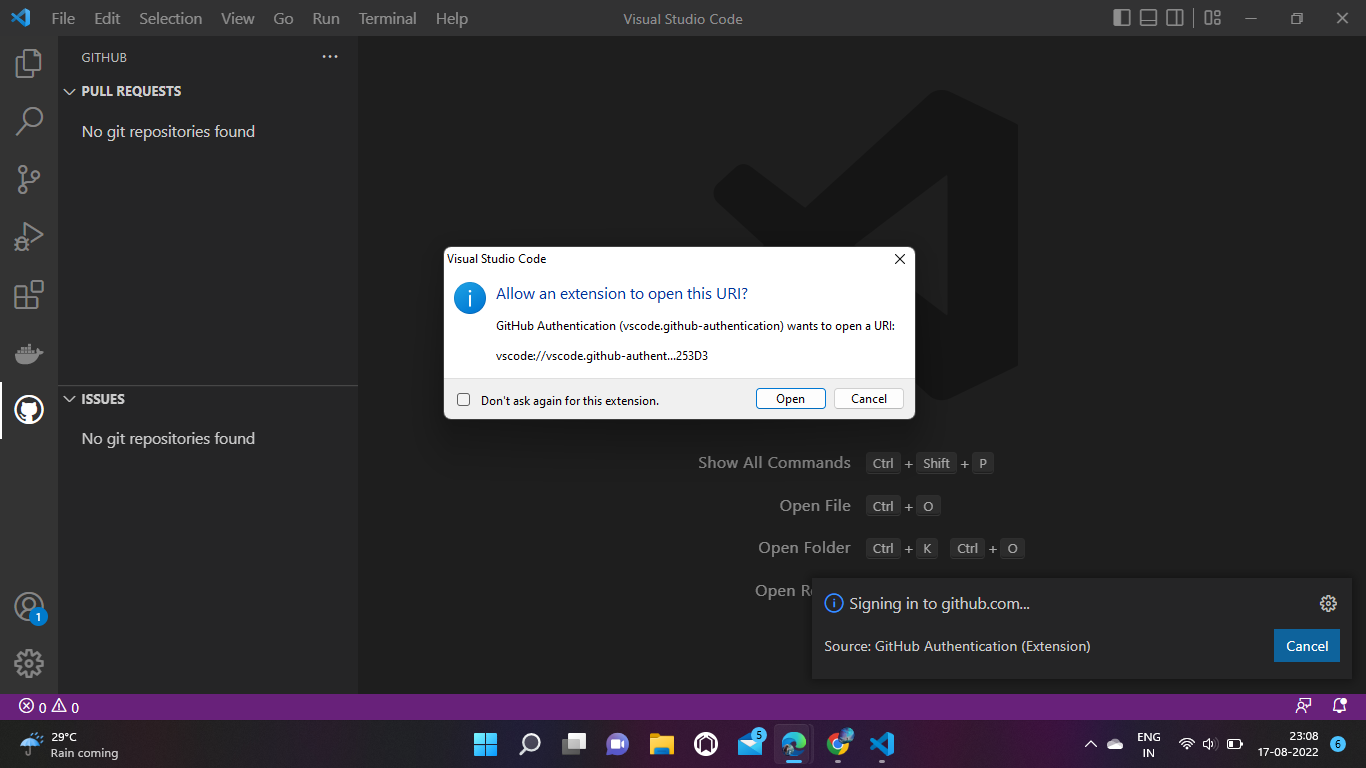 File Edit Selection View Go Run Terminal Help
Visual Studio Code
GITHUB
PULL REQUESTS
No git repositories found
ISSUES
No git repositories found
Visual Studio Code
Allow an extension to open this URI?
GitHub Authentication (vscode.github-authentication) wants to open a URI:
vscode://vscode.github-authent...253D3
Don't ask again for this extension.
Open Cancel
Show All Commands Ctrl + Shift + P
Open File Ctrl + O
Open Folder Ctrl + K Ctrl + O
Open
Signing in to github.com...
Source: GitHub Authentication (Extension)
Cancel
1
0 0
29°C
Rain coming
5
ENG
IN
23:08
17-08-2022
6